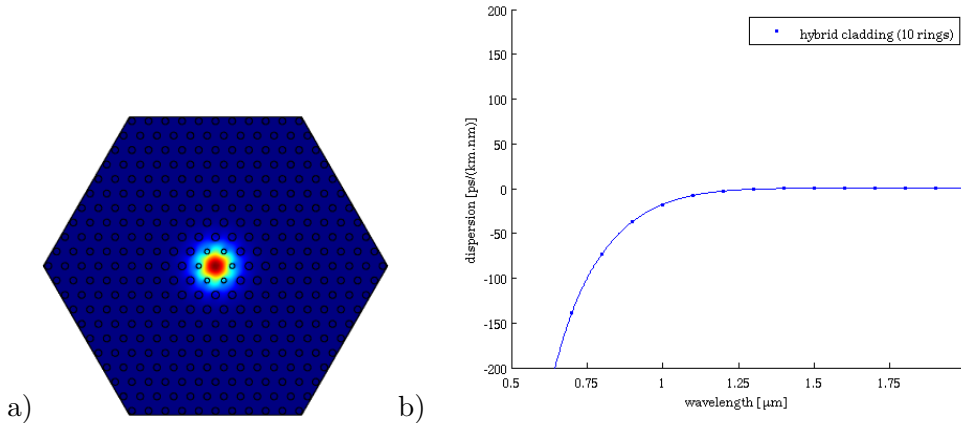 a)
b)
dispersion [ps/(km.nm)]
200
150
100
50
0
-50
-100
-150
-200
hybrid cladding (10 rings)
0.5 0.75 1 1.25 1.5 1.75
wavelength [μm]